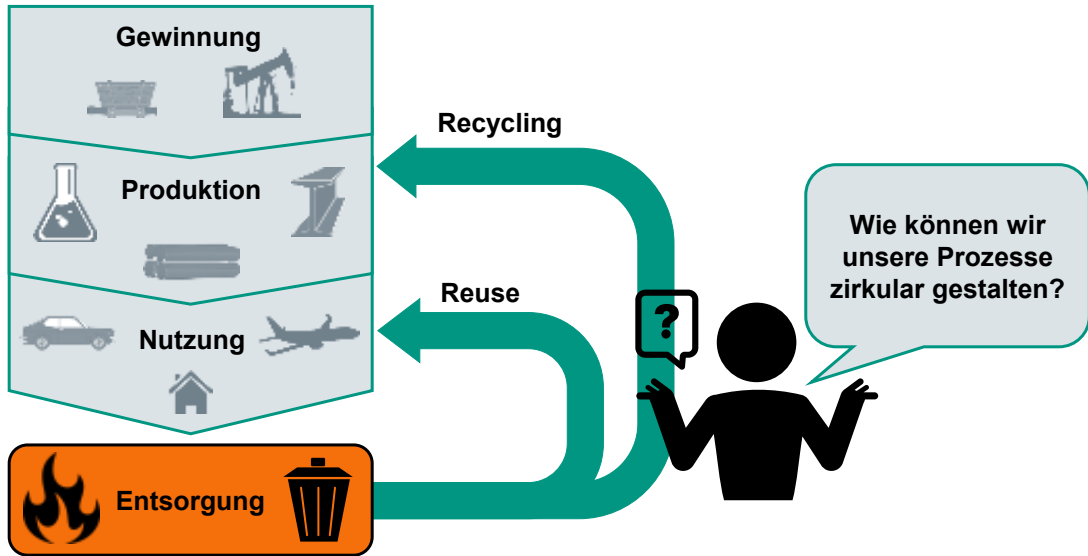 Gewinnung
Recycling
Produktion
Wie können wir
unsere Prozesse
zirkular gestalten?
Reuse
?
Nutzung
Entsorgung